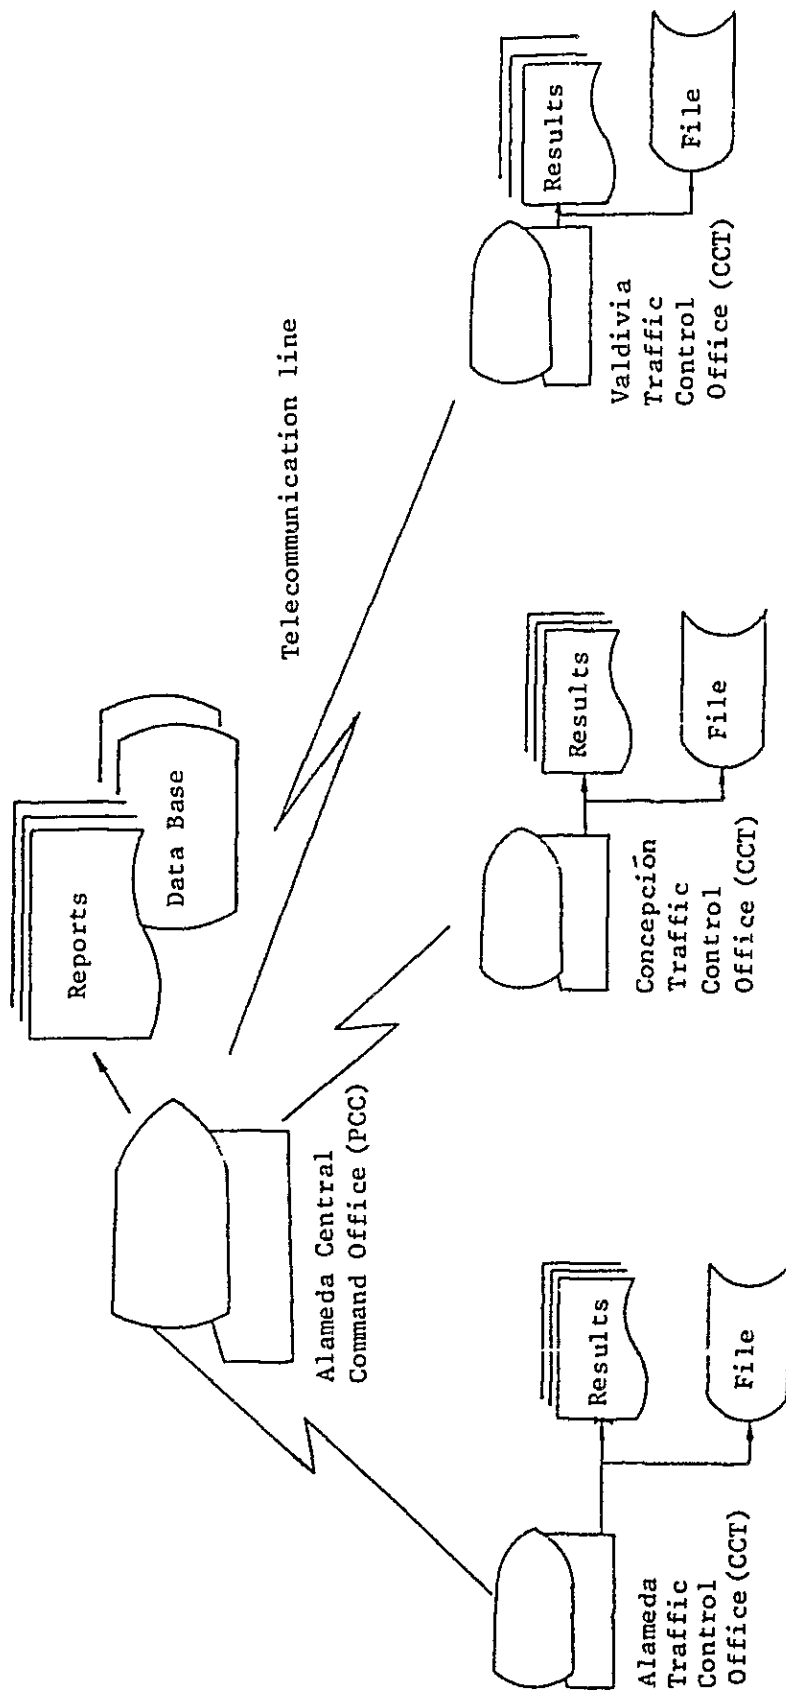 Reports
Data Base
Alameda Central
Command Office (PCC)
Telecommunication line
Alameda
Traffic
Control
Office (CCT)
Results
File
Concepción
Traffic
Control
Office (CCT)
Results
File
Valdivia
Traffic
Control
Office (CCT)
Results
File